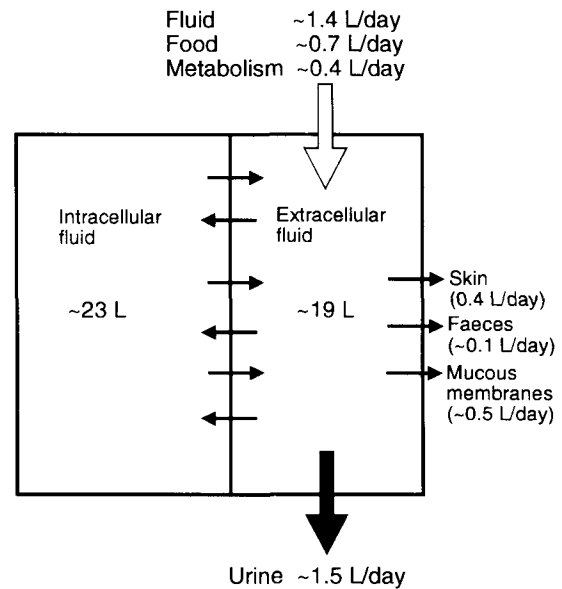 Fluid ~1.4 L/day
Food ~0.7 L/day
Metabolism ~0.4 L/day
Intracellular
fluid
~23 L
Extracellular
fluid
~19 L
Skin
(0.4 L/day)
Faeces
(~0.1 L/day)
Mucous
membranes
(~0.5 L/day)
Urine ~1.5 L/day